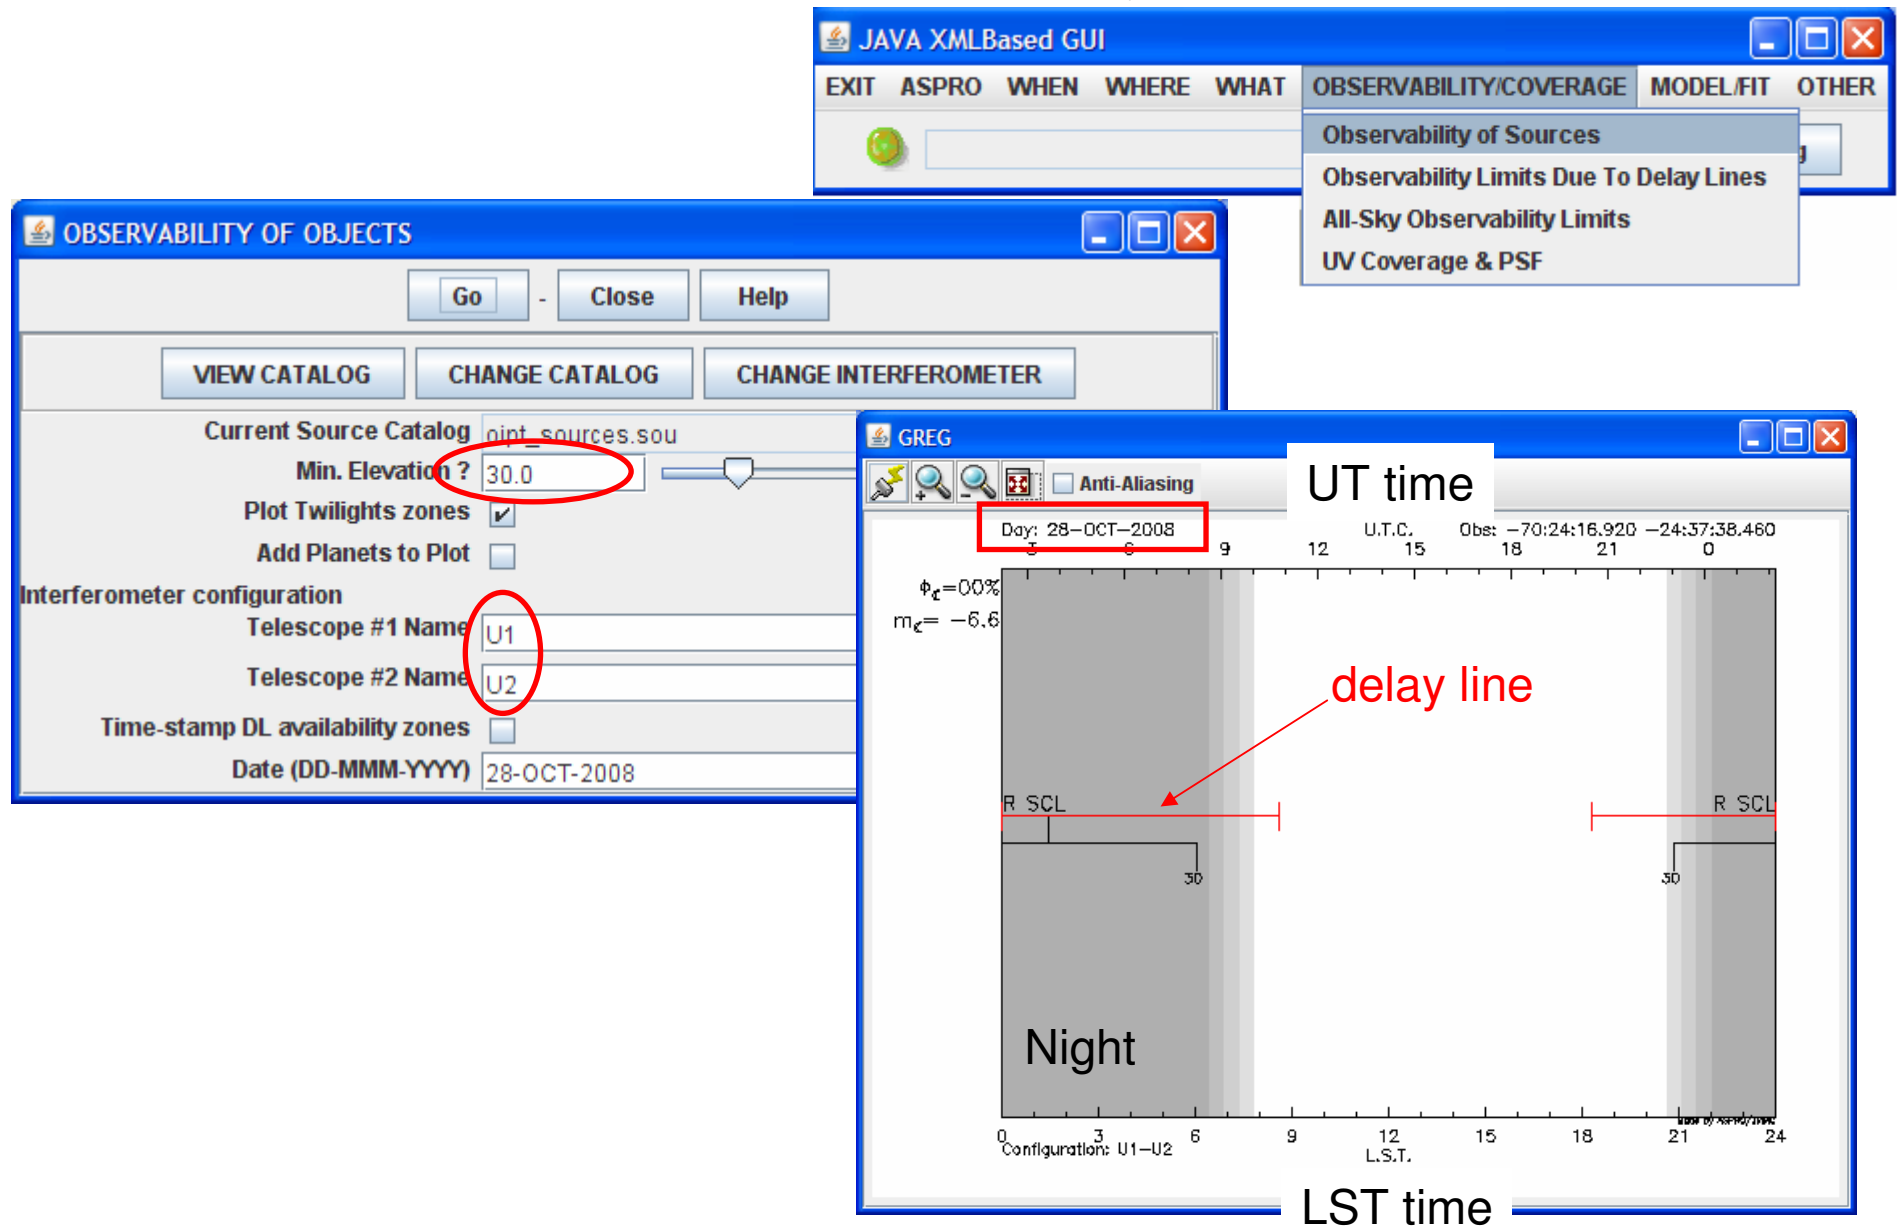 JAVA XMLBased GUI
EXIT ASPRO WHEN WHERE WHAT OBSERVABILITY/COVERAGE MODEL/FIT OTHER
Observability of Sources
Observability Limits Due To Delay Lines
All-Sky Observability Limits
UV Coverage & PSF
OBSERVABILITY OF OBJECTS
Go - Close Help
VIEW CATALOG CHANGE CATALOG CHANGE INTERFEROMETER
Current Source Catalog oipt_sources.sou
Min. Elevation ? 30.0
Plot Twilights zones
Add Planets to Plot
Interferometer configuration
Telescope #1 Name U1
Telescope #2 Name U2
Time-stamp DL availability zones
Date (DD-MMM-YYYY) 28-OCT-2008
GREG
Anti-Aliasing
UT time
Day: 28-OCT-2008 U.T.C. Obs: -70:24:16.920 -24:37:38.460
3 6 9 12 15 18 21 0
ϕ☾=00%
m☾= -6.6
delay line
R SCL R SCL
30 30
Night
0 3 6 9 12 15 18 21 24
Configuration: U1-U2 L.S.T.
LST time